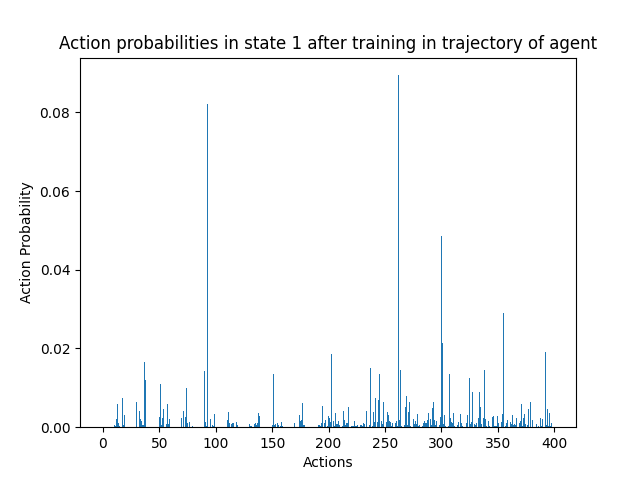 Action probabilities in state 1 after training in trajectory of agent
Action Probability
0.08
0.06
0.04
0.02
0.00
0 50 100 150 200 250 300 350 400
Actions